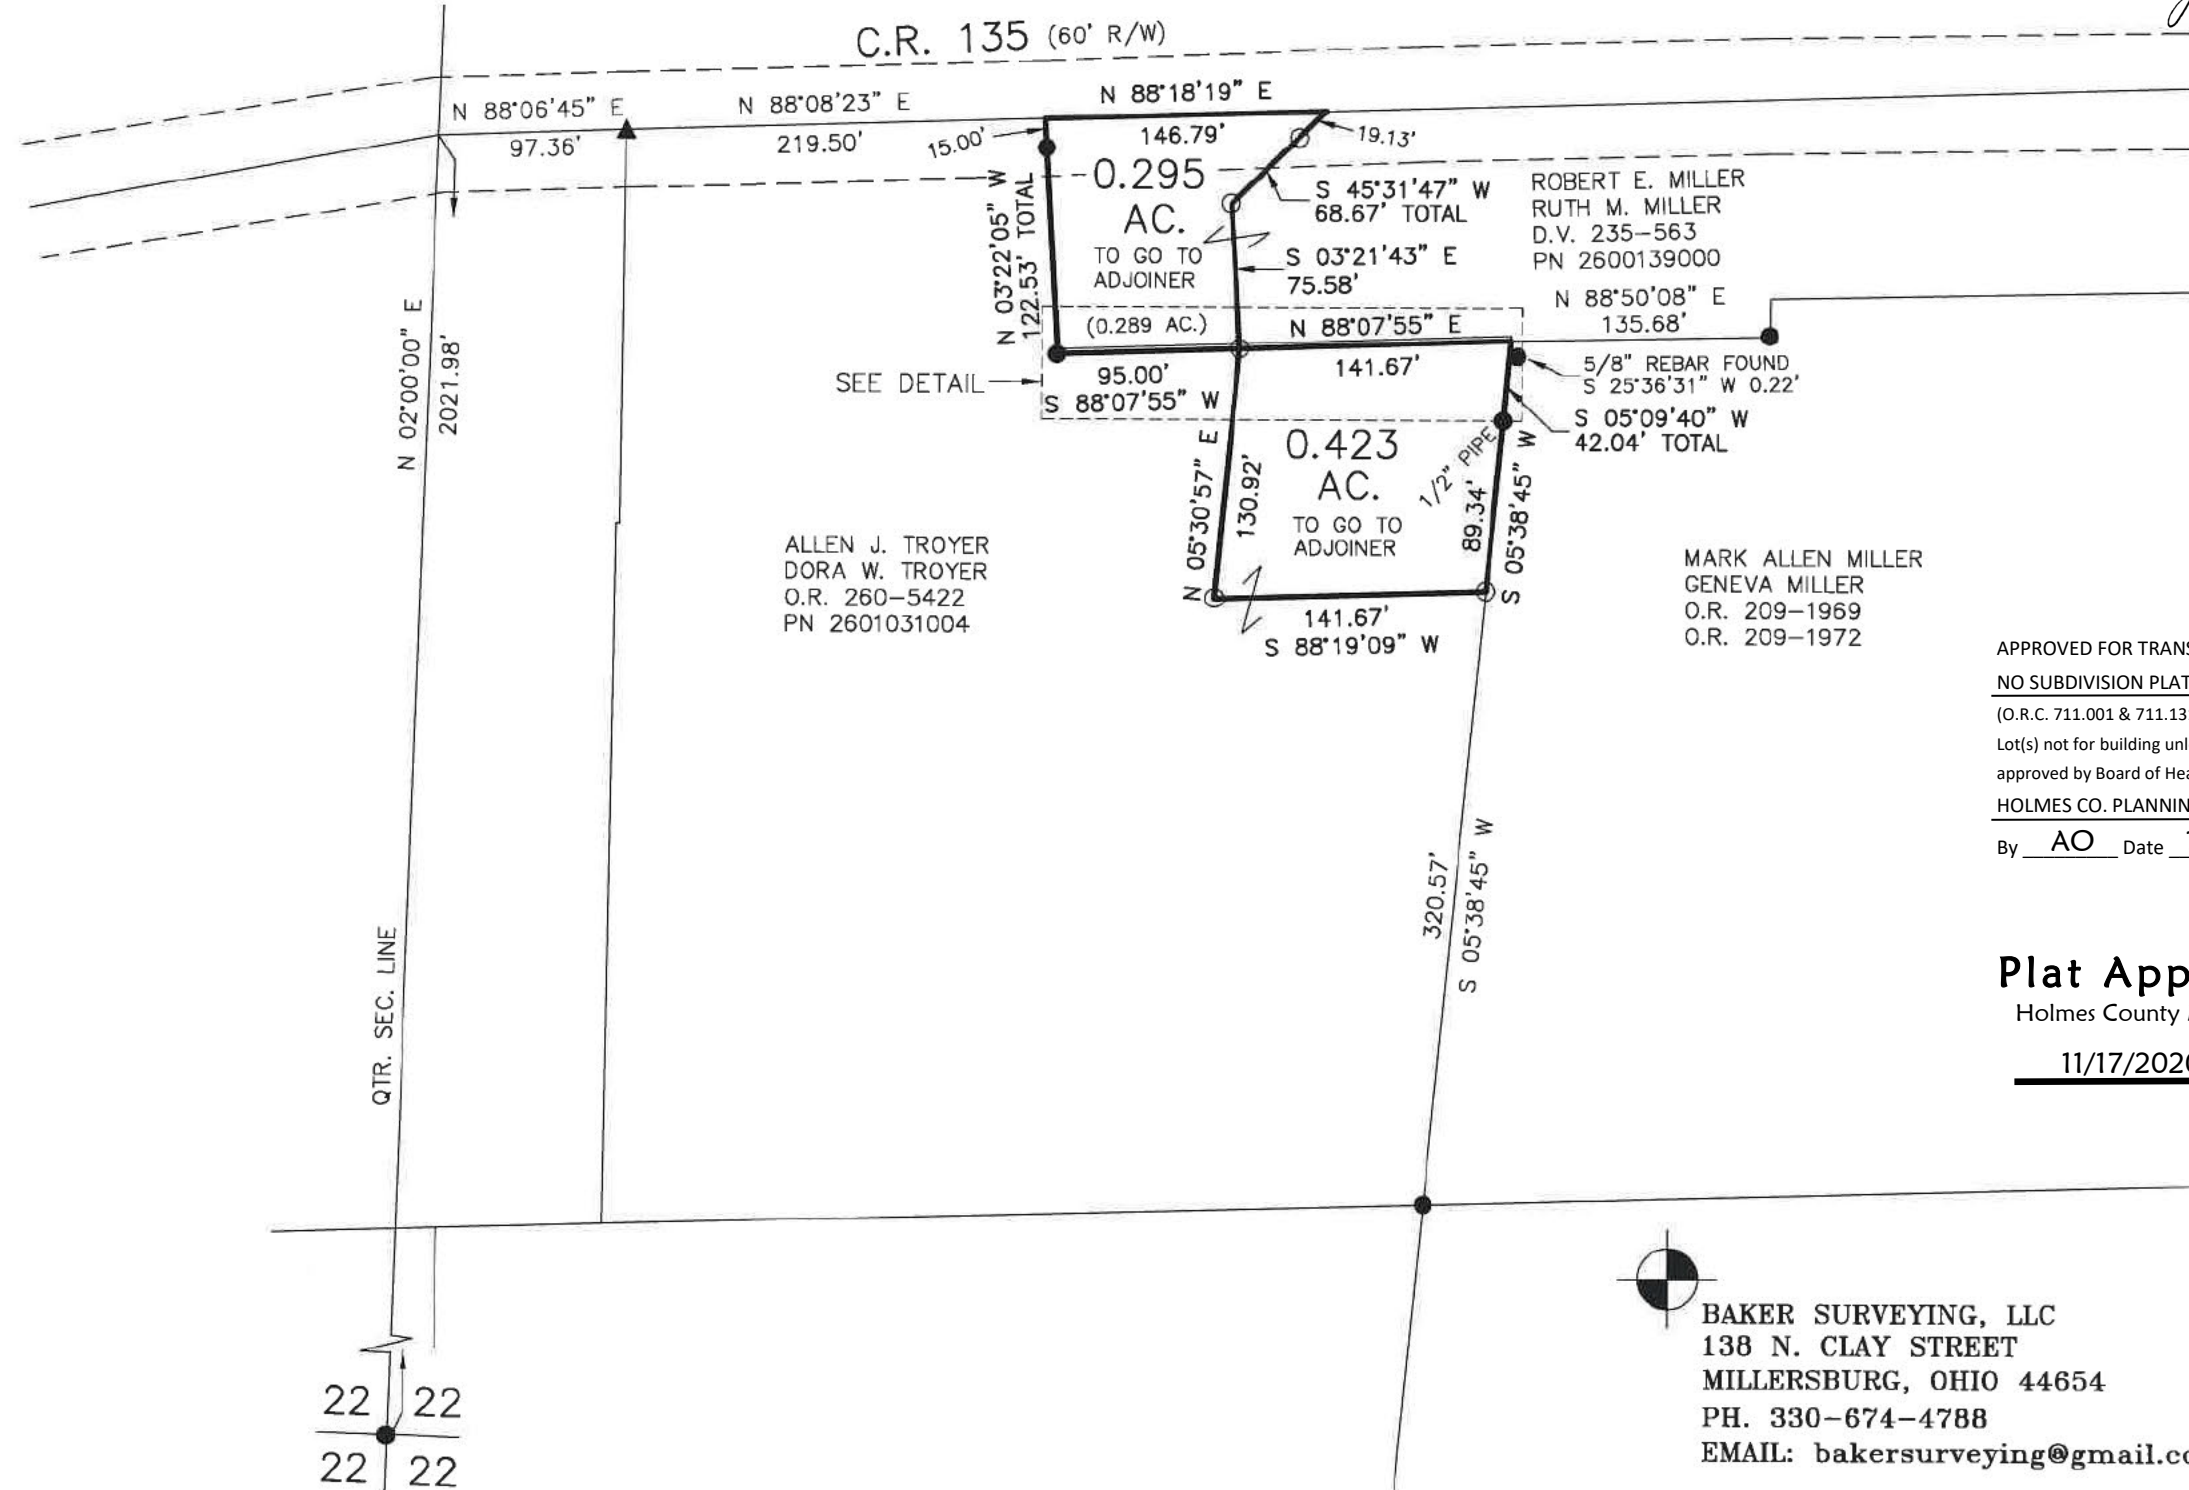 C.R. 135 (60' R/W)
N 88°06'45" E
97.36'
N 88°08'23" E
219.50'
N 88°18'19" E
146.79'
15.00'
19.13'
0.295
AC.
TO GO TO
ADJOINER
(0.289 AC.)
N 03°22'05" W
122.53' TOTAL
S 45°31'47" W
68.67' TOTAL
S 03°21'43" E
75.58'
ROBERT E. MILLER
RUTH M. MILLER
D.V. 235-563
PN 2600139000
N 88°50'08" E
135.68'
N 88°07'55" E
141.67'
SEE DETAIL
95.00'
S 88°07'55" W
5/8" REBAR FOUND
S 25°36'31" W 0.22'
S 05°09'40" W
42.04' TOTAL
N 02°00'00" E
2021.98'
0.423
AC.
TO GO TO
ADJOINER
N 05°30'57" E
130.92'
1/2" PIPE
89.34'
S 05°38'45" W
141.67'
S 88°19'09" W
ALLEN J. TROYER
DORA W. TROYER
O.R. 260-5422
PN 2601031004
MARK ALLEN MILLER
GENEVA MILLER
O.R. 209-1969
O.R. 209-1972
APPROVED FOR TRANS
NO SUBDIVISION PLAT
(O.R.C. 711.001 & 711.13
Lot(s) not for building unl
approved by Board of Hea
HOLMES CO. PLANNIN
By AO Date
320.57'
S 05°38'45" W
QTR. SEC. LINE
Plat App
Holmes County
11/17/2020
22 22
22 22
BAKER SURVEYING, LLC
138 N. CLAY STREET
MILLERSBURG, OHIO 44654
PH. 330-674-4788
EMAIL: bakersurveying@gmail.co